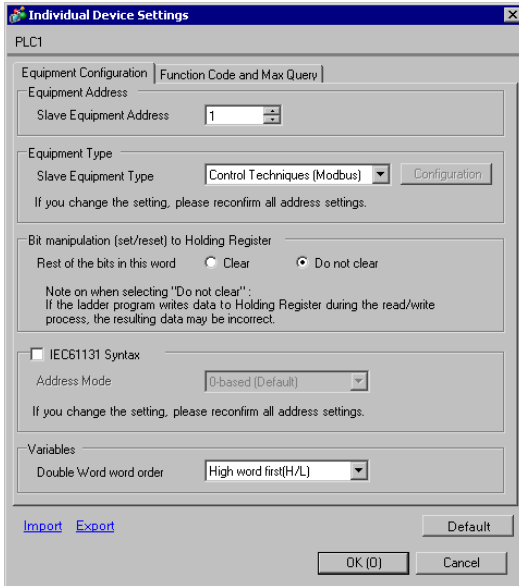 Individual Device Settings
PLC1
Equipment Configuration
Function Code and Max Query
Equipment Address
Slave Equipment Address
1
Equipment Type
Slave Equipment Type
Control Techniques (Modbus)
Configuration
If you change the setting, please reconfirm all address settings.
Bit manipulation (set/reset) to Holding Register
Rest of the bits in this word
Clear
Do not clear
Note on when selecting "Do not clear" :
If the ladder program writes data to Holding Register during the read/write
process, the resulting data may be incorrect.
IEC61131 Syntax
Address Mode
0-based (Default)
If you change the setting, please reconfirm all address settings.
Variables
Double Word word order
High word first(H/L)
Import
Export
Default
OK (O)
Cancel